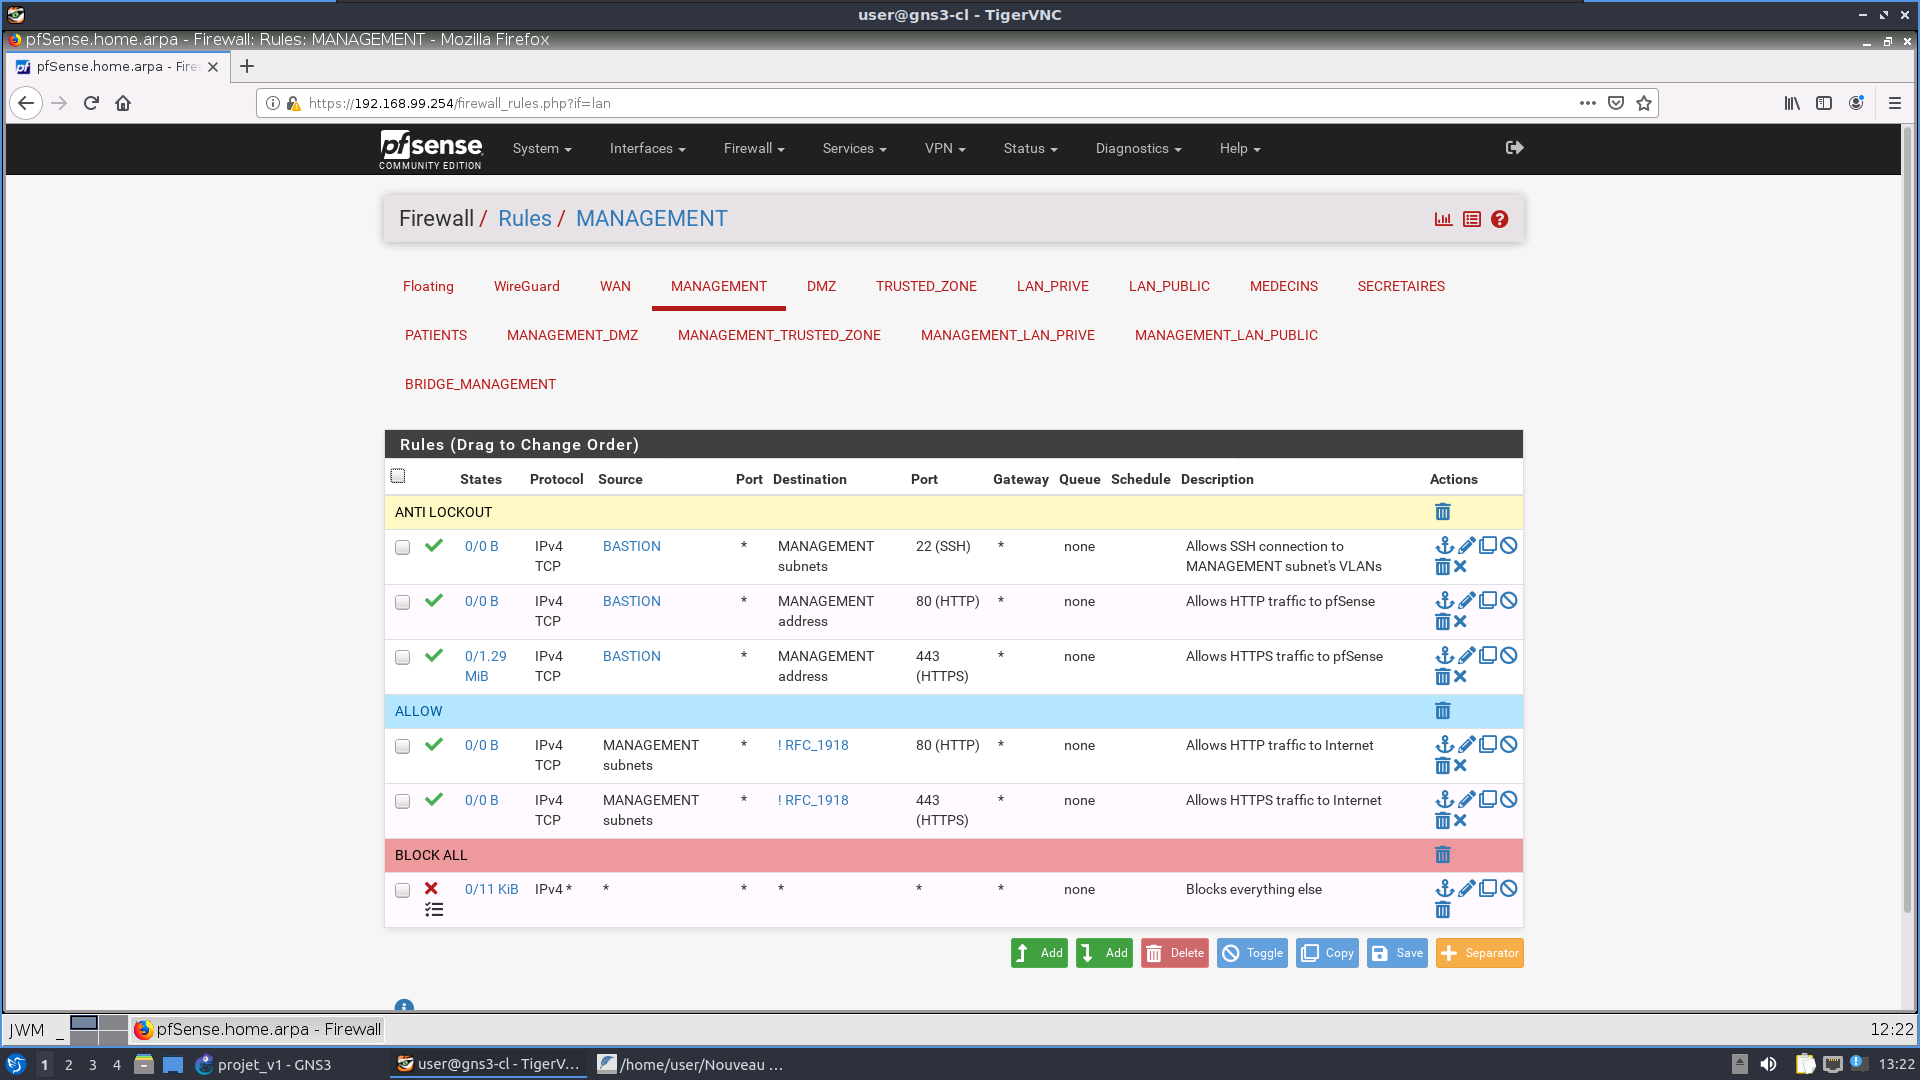 user@gns3-cl - TigerVNC
pfSense.home.arpa - Firewall: Rules: MANAGEMENT - Mozilla Firefox
pfSense.home.arpa - Fire
https://192.168.99.254/firewall_rules.php?if=lan
pfsense
COMMUNITY EDITION
System Interfaces Firewall Services VPN Status Diagnostics Help
Firewall / Rules / MANAGEMENT
Floating WireGuard WAN MANAGEMENT DMZ TRUSTED_ZONE LAN_PRIVE LAN_PUBLIC MEDECINS SECRETAIRES
PATIENTS MANAGEMENT_DMZ MANAGEMENT_TRUSTED_ZONE MANAGEMENT_LAN_PRIVE MANAGEMENT_LAN_PUBLIC
BRIDGE_MANAGEMENT
Rules (Drag to Change Order)
States Protocol Source Port Destination Port Gateway Queue Schedule Description Actions
ANTI LOCKOUT
0/0 B IPv4 BASTION * MANAGEMENT 22 (SSH) * none Allows SSH connection to
TCP subnets MANAGEMENT subnet's VLANs
0/0 B IPv4 BASTION * MANAGEMENT 80 (HTTP) * none Allows HTTP traffic to pfSense
TCP address
0/1.29 IPv4 BASTION * MANAGEMENT 443 * none Allows HTTPS traffic to pfSense
MiB TCP address (HTTPS)
ALLOW
0/0 B IPv4 MANAGEMENT * ! RFC_1918 80 (HTTP) * none Allows HTTP traffic to Internet
TCP subnets
0/0 B IPv4 MANAGEMENT * ! RFC_1918 443 * none Allows HTTPS traffic to Internet
TCP subnets (HTTPS)
BLOCK ALL
0/11 KiB IPv4 * * * * * * none Blocks everything else
Add Add Delete Toggle Copy Save Separator
JWM _ pfSense.home.arpa - Firewall 12:22
1 2 3 4 projet_v1 - GNS3 user@gns3-cl - TigerV... /home/user/Nouveau ... 13:22